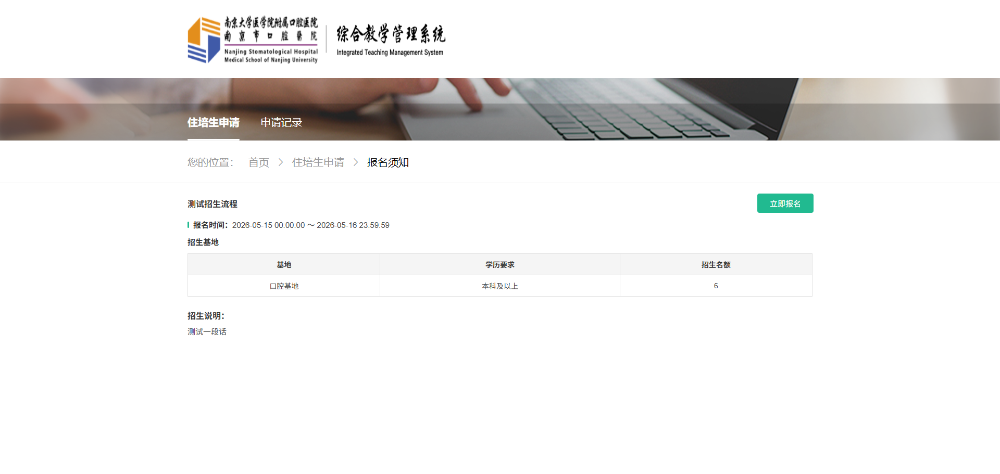 南京大学医学院附属口腔医院
南京市口腔醫院
Nanjing Stomatological Hospital
Medical School of Nanjing University
综合教学管理系统
Integrated Teaching Management System
住培生申请 申请记录
您的位置： 首页 > 住培生申请 > 报名须知
测试招生流程 立即报名
报名时间：2026-05-15 00:00:00 ～ 2026-05-16 23:59:59
招生基地
基地 学历要求 招生名额
口腔基地 本科及以上 6
招生说明：
测试一段话